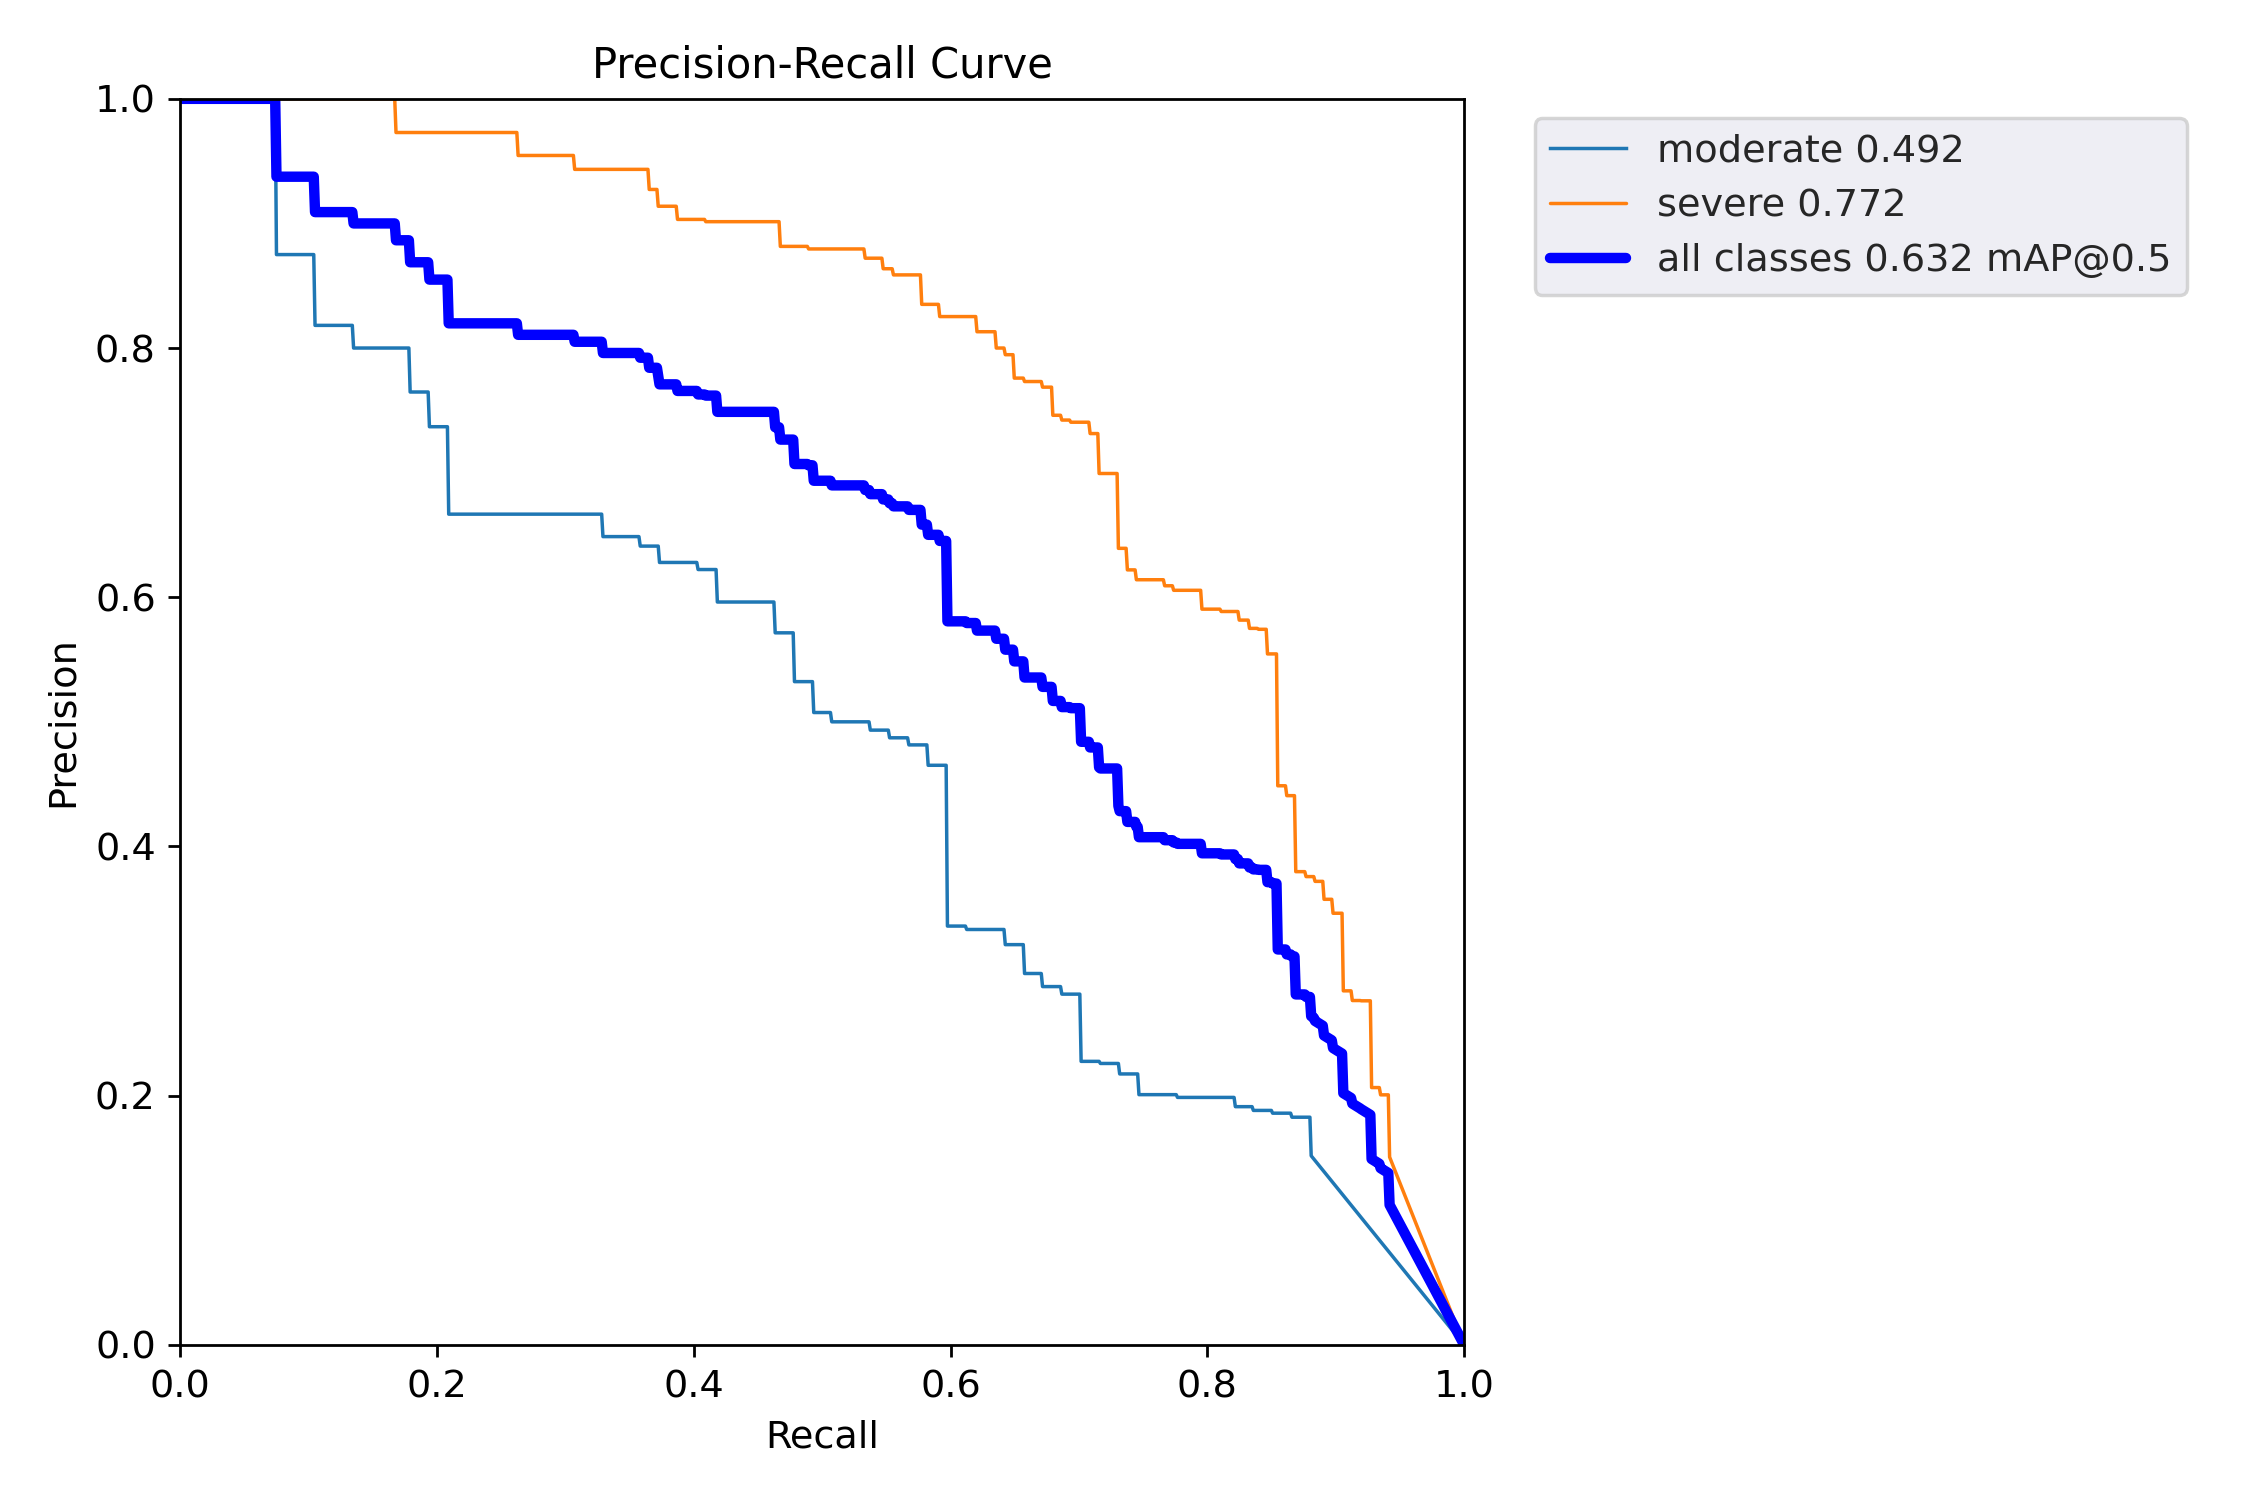 Precision-Recall Curve
1.0
0.8
0.6
0.4
0.2
0.0
Precision
0.0 0.2 0.4 0.6 0.8 1.0
Recall
moderate 0.492
severe 0.772
all classes 0.632 mAP@0.5